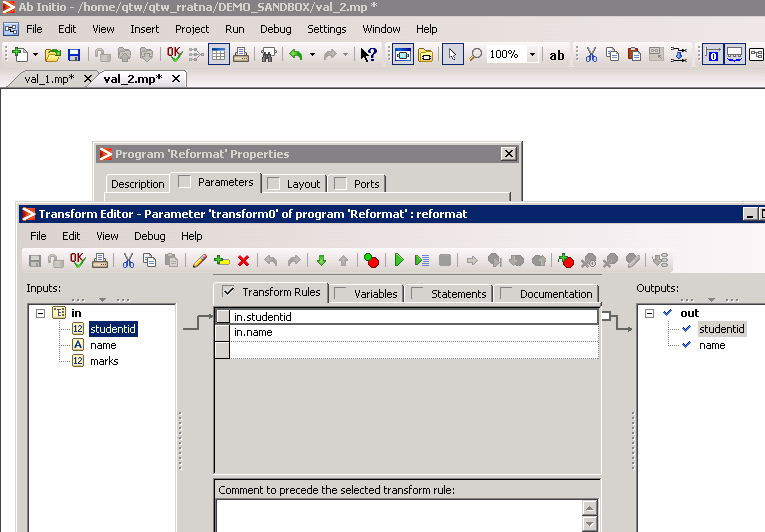 Ab Initio - /home/qtw/qtw_rratna/DEMO_SANDBOX/val_2.mp *
File Edit View Insert Project Run Debug Settings Window Help
OK 100% ab 0
val_1.mp* val_2.mp*
Program 'Reformat' Properties
Description Parameters Layout Ports
Transform Editor - Parameter 'transform0' of program 'Reformat' : reformat
File Edit View Debug Help
OK
Inputs:
in
12 studentid
A name
12 marks
Transform Rules Variables Statements Documentation
in.studentid
in.name
Comment to precede the selected transform rule:
Outputs:
out
studentid
name